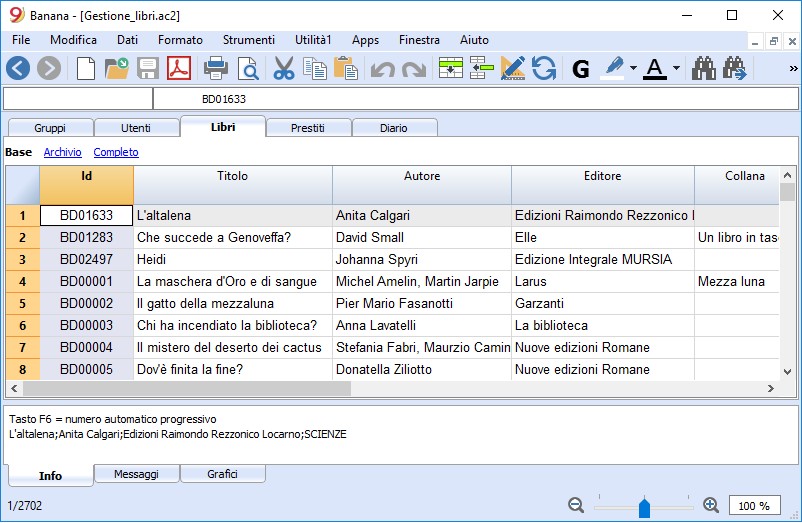 Banana - [Gestione_libri.ac2]
File Modifica Dati Formato Strumenti Utilità1 Apps Finestra Aiuto
G A »
BD01633
Gruppi Utenti Libri Prestiti Diario
Base Archivio Completo
Id Titolo Autore Editore Collana
1 BD01633 L'altalena Anita Calgari Edizioni Raimondo Rezzonico
2 BD01283 Che succede a Genoveffa? David Small Elle Un libro in tasc
3 BD02497 Heidi Johanna Spyri Edizione Integrale MURSIA
4 BD00001 La maschera d'Oro e di sangue Michel Amelin, Martin Jarpie Larus Mezza luna
5 BD00002 Il gatto della mezzaluna Pier Mario Fasanotti Garzanti
6 BD00003 Chi ha incendiato la biblioteca? Anna Lavatelli La biblioteca
7 BD00004 Il mistero del deserto dei cactus Stefania Fabri, Maurzio Camin Nuove edizioni Romane
8 BD00005 Dov'è finita la fine? Donatella Ziliotto Nuove edizioni Romane
Tasto F6 = numero automatico progressivo
L'altalena;Anita Calgari;Edizioni Raimondo Rezzonico Locarno;SCIENZE
Info Messaggi Grafici
1/2702 100 %